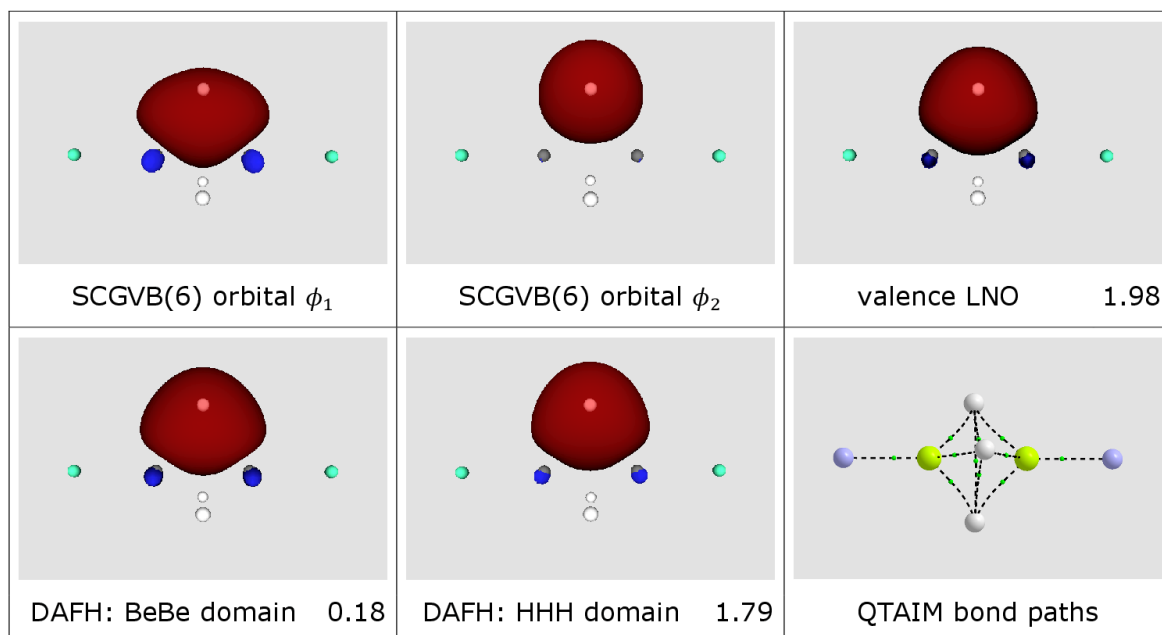 SCGVB(6) orbital ϕ₁
SCGVB(6) orbital ϕ₂
valence LNO 1.98
DAFH: BeBe domain 0.18
DAFH: HHH domain 1.79
QTAIM bond paths